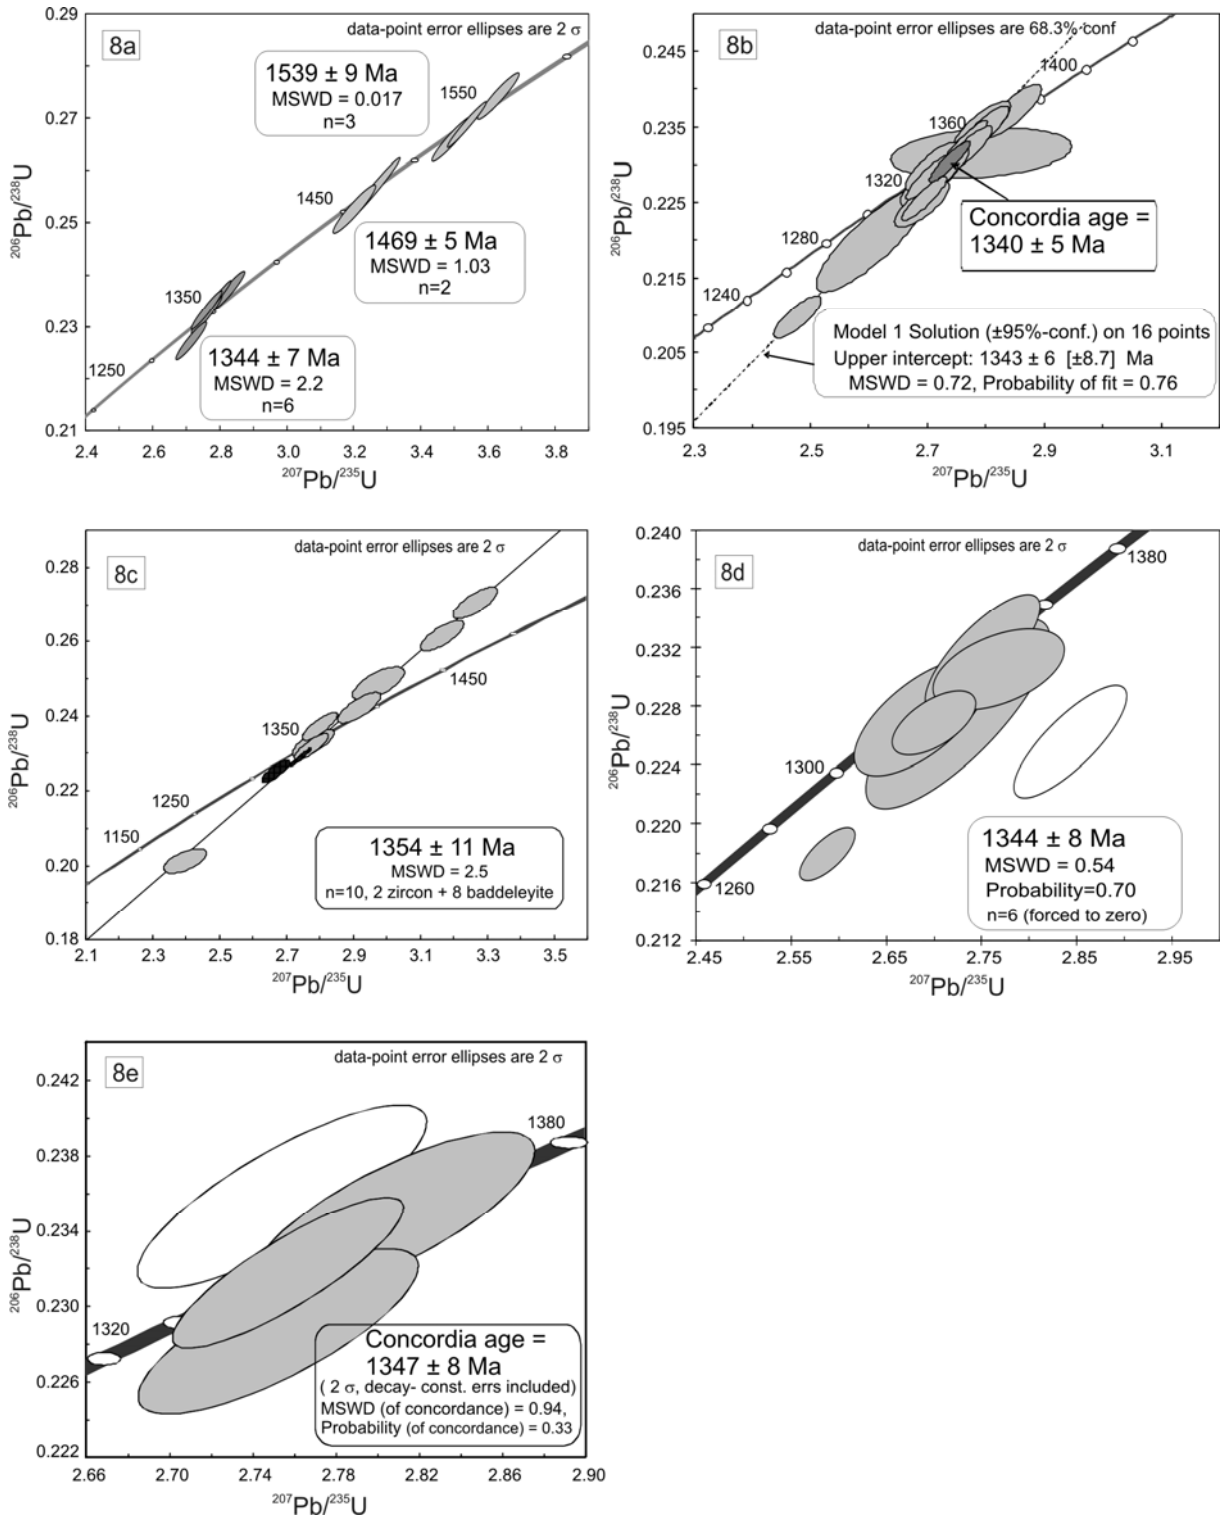 8a
data-point error ellipses are 2 σ
0.29
0.27
0.25
0.23
0.21
²⁰⁶Pb/²³⁸U
1539 ± 9 Ma
MSWD = 0.017
n=3
1550
1450
1469 ± 5 Ma
MSWD = 1.03
n=2
1350
1344 ± 7 Ma
MSWD = 2.2
n=6
1250
2.4 2.6 2.8 3.0 3.2 3.4 3.6 3.8
²⁰⁷Pb/²³⁵U
8b
data-point error ellipses are 68.3% conf
0.245
0.235
0.225
0.215
0.205
0.195
²⁰⁶Pb/²³⁸U
1400
1360
1320
1280
1240
Concordia age =
1340 ± 5 Ma
Model 1 Solution (±95%-conf.) on 16 points
Upper intercept: 1343 ± 6 [±8.7] Ma
MSWD = 0.72, Probability of fit = 0.76
2.3 2.5 2.7 2.9 3.1
²⁰⁷Pb/²³⁵U
8c
data-point error ellipses are 2 σ
0.28
0.26
0.24
0.22
0.20
0.18
²⁰⁶Pb/²³⁸U
1450
1350
1250
1150
1354 ± 11 Ma
MSWD = 2.5
n=10, 2 zircon + 8 baddeleyite
2.1 2.3 2.5 2.7 2.9 3.1 3.3 3.5
²⁰⁷Pb/²³⁵U
8d
data-point error ellipses are 2 σ
0.240
0.236
0.232
0.228
0.224
0.220
0.216
0.212
²⁰⁶Pb/²³⁸U
1380
1300
1260
1344 ± 8 Ma
MSWD = 0.54
Probability=0.70
n=6 (forced to zero)
2.45 2.55 2.65 2.75 2.85 2.95
²⁰⁷Pb/²³⁵U
8e
data-point error ellipses are 2 σ
0.242
0.238
0.234
0.230
0.226
0.222
²⁰⁶Pb/²³⁸U
1380
1320
Concordia age =
1347 ± 8 Ma
( 2 σ, decay- const. errs included)
MSWD (of concordance) = 0.94,
Probability (of concordance) = 0.33
2.66 2.70 2.74 2.78 2.82 2.86 2.90
²⁰⁷Pb/²³⁵U